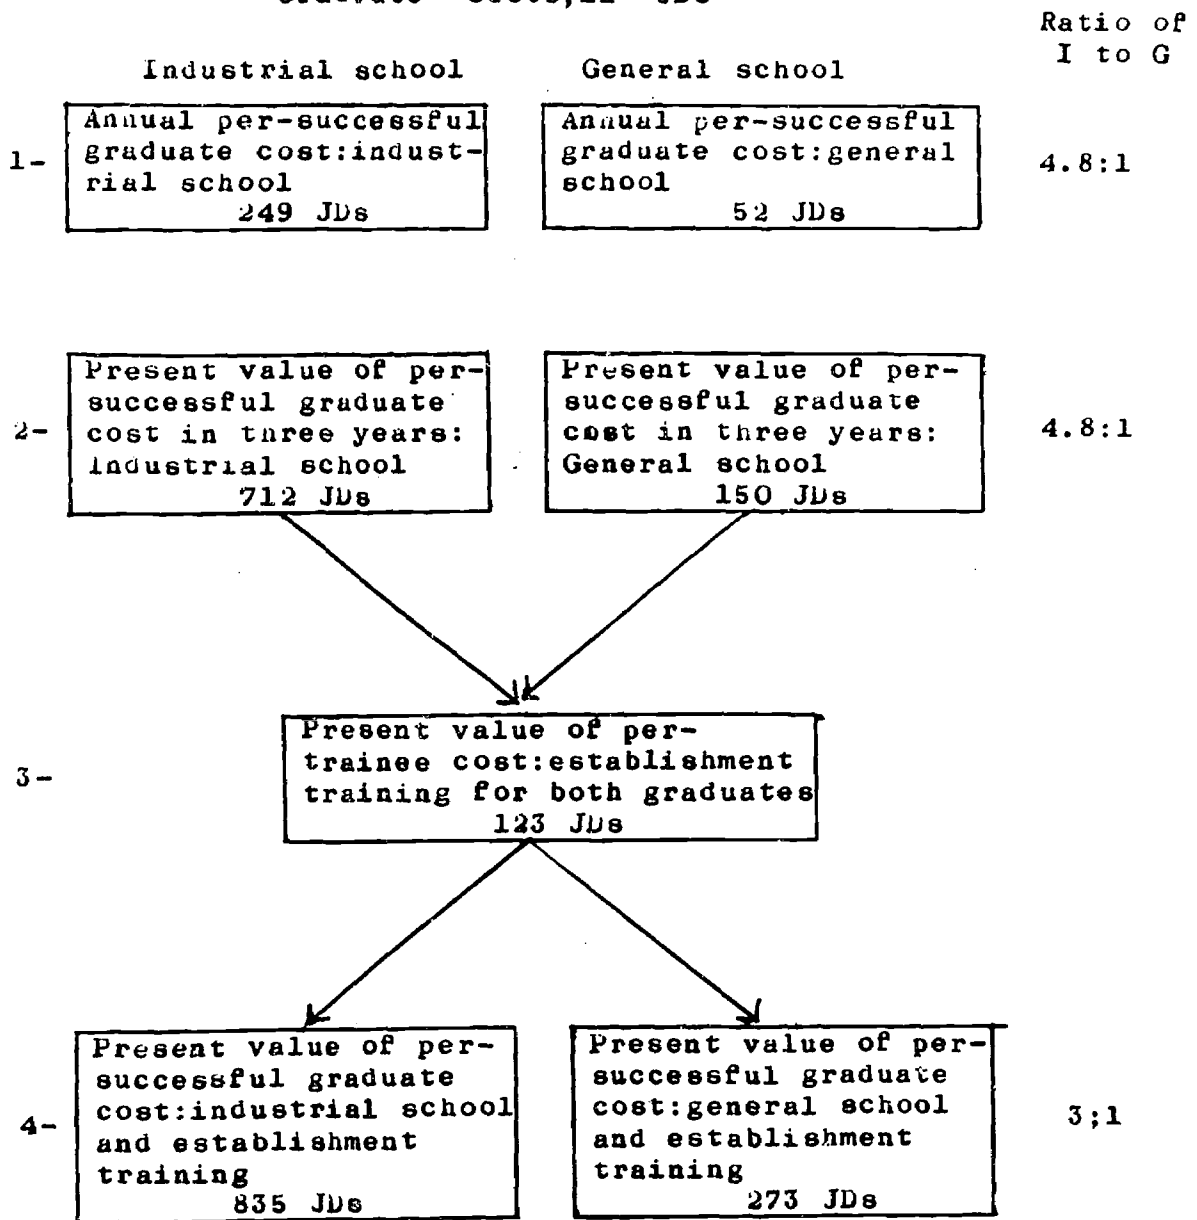 JDs
Ratio of
I to G
Industrial school
General school
1-
Annual per-successful
graduate cost:indust-
rial school
249 JDs
Annual per-successful
graduate cost:general
school
52 JDs
4.8:1
2-
Present value of per-
successful graduate
cost in three years:
Industrial school
712 JDs
Present value of per-
successful graduate
cost in three years:
General school
150 JDs
4.8:1
3-
Present value of per-
trainee cost:establishment
training for both graduates
123 JDs
4-
Present value of per-
successful graduate
cost:industrial school
and establishment
training
835 JDs
Present value of per-
successful graduate
cost:general school
and establishment
training
273 JDs
3;1